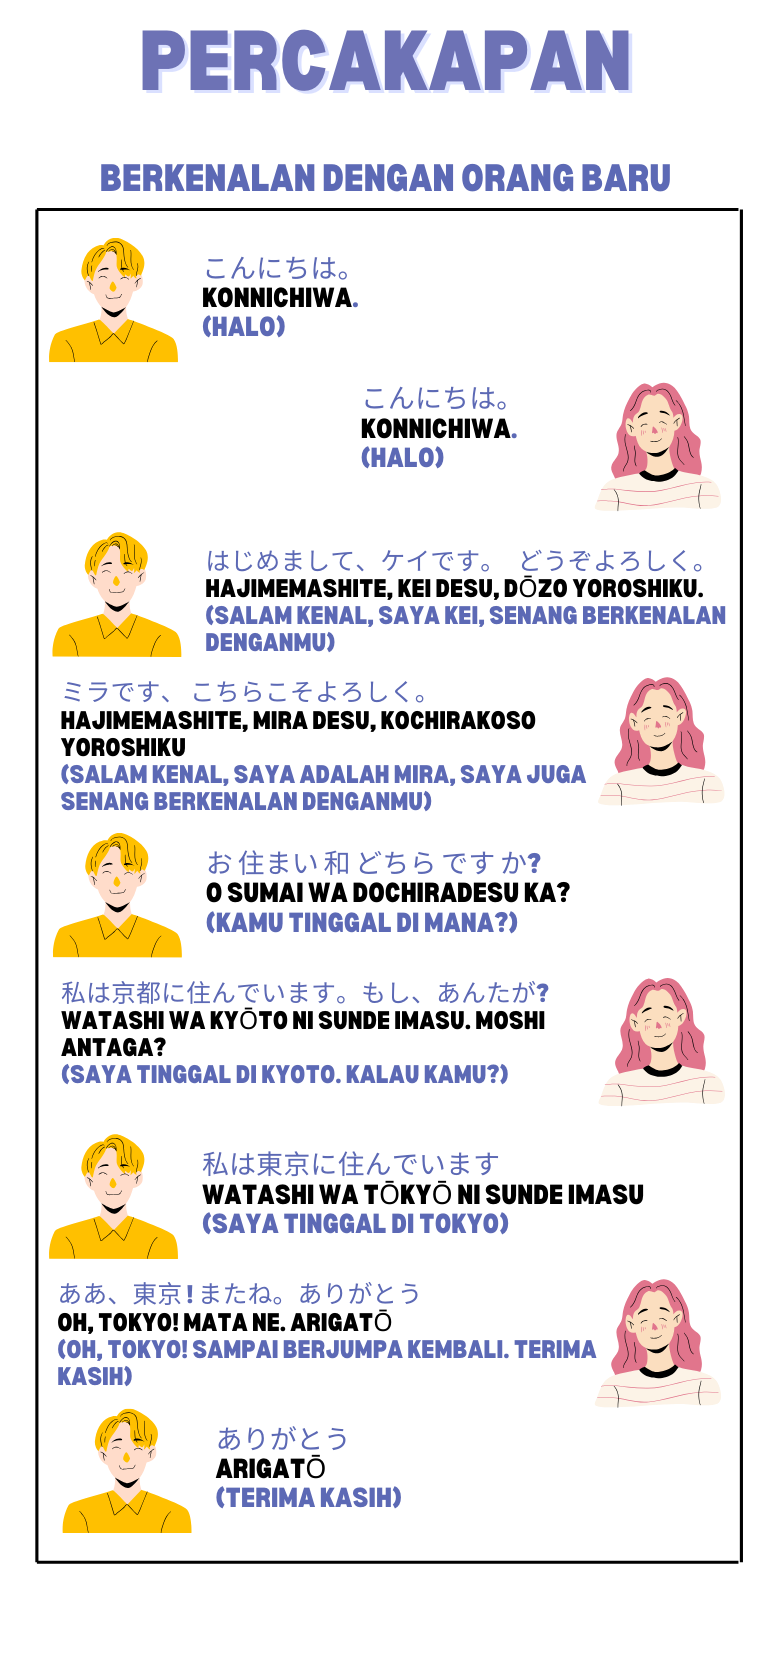 PERCAKAPAN
BERKENALAN DENGAN ORANG BARU
こんにちは。
KONNICHIWA.
(HALO)
こんにちは。
KONNICHIWA.
(HALO)
はじめまして、ケイです。 どうぞよろしく。
HAJIMEMASHITE, KEI DESU, DŌZO YOROSHIKU.
(SALAM KENAL, SAYA KEI, SENANG BERKENALAN
DENGANMU)
ミラです、 こちらこそよろしく。
HAJIMEMASHITE, MIRA DESU, KOCHIRAKOSO
YOROSHIKU
(SALAM KENAL, SAYA ADALAH MIRA, SAYA JUGA
SENANG BERKENALAN DENGANMU)
お 住まい 和 どちら です か?
O SUMAI WA DOCHIRADESU KA?
(KAMU TINGGAL DI MANA?)
私は京都に住んでいます。もし、あんたが?
WATASHI WA KYŌTO NI SUNDE IMASU. MOSHI
ANTAGA?
(SAYA TINGGAL DI KYOTO. KALAU KAMU?)
私は東京に住んでいます
WATASHI WA TŌKYŌ NI SUNDE IMASU
(SAYA TINGGAL DI TOKYO)
ああ、東京!またね。ありがとう
OH, TOKYO! MATA NE. ARIGATŌ
(OH, TOKYO! SAMPAI BERJUMPA KEMBALI. TERIMA
KASIH)
ありがとう
ARIGATŌ
(TERIMA KASIH)